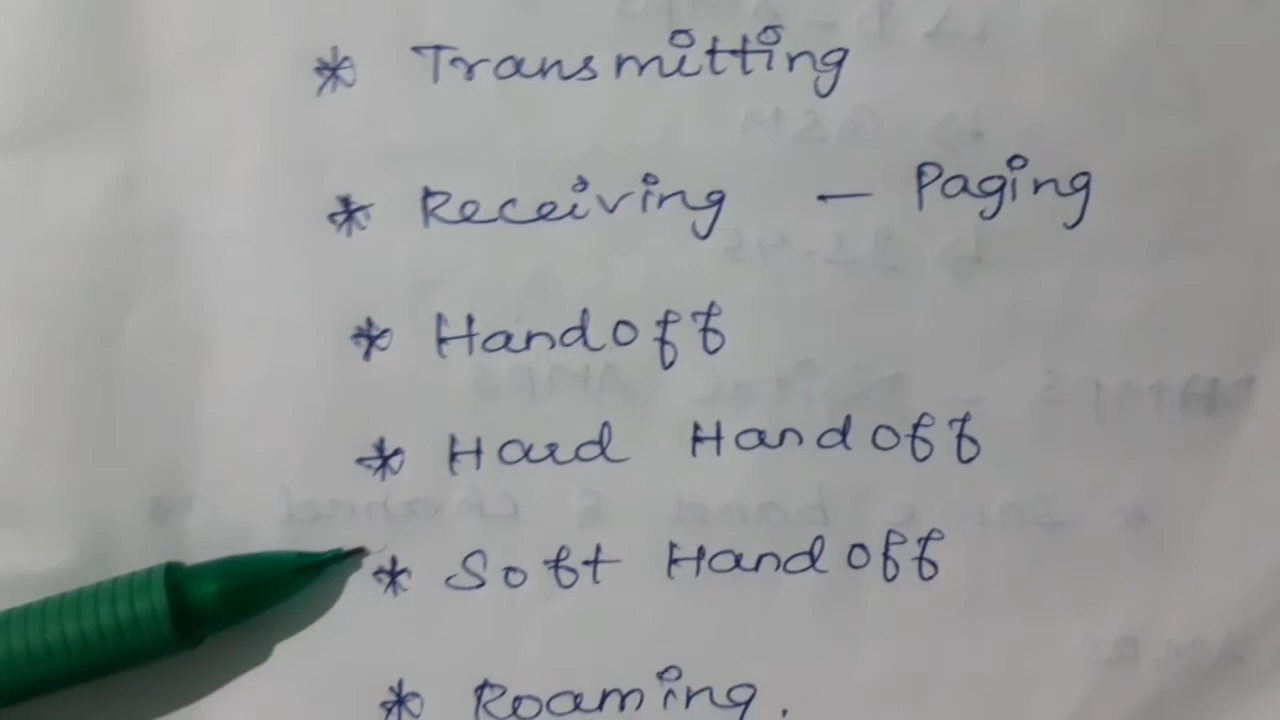 * Transmitting
* Receiving – Paging
* Handoff
* Hard Handoff
* Soft Handoff
* Roaming.